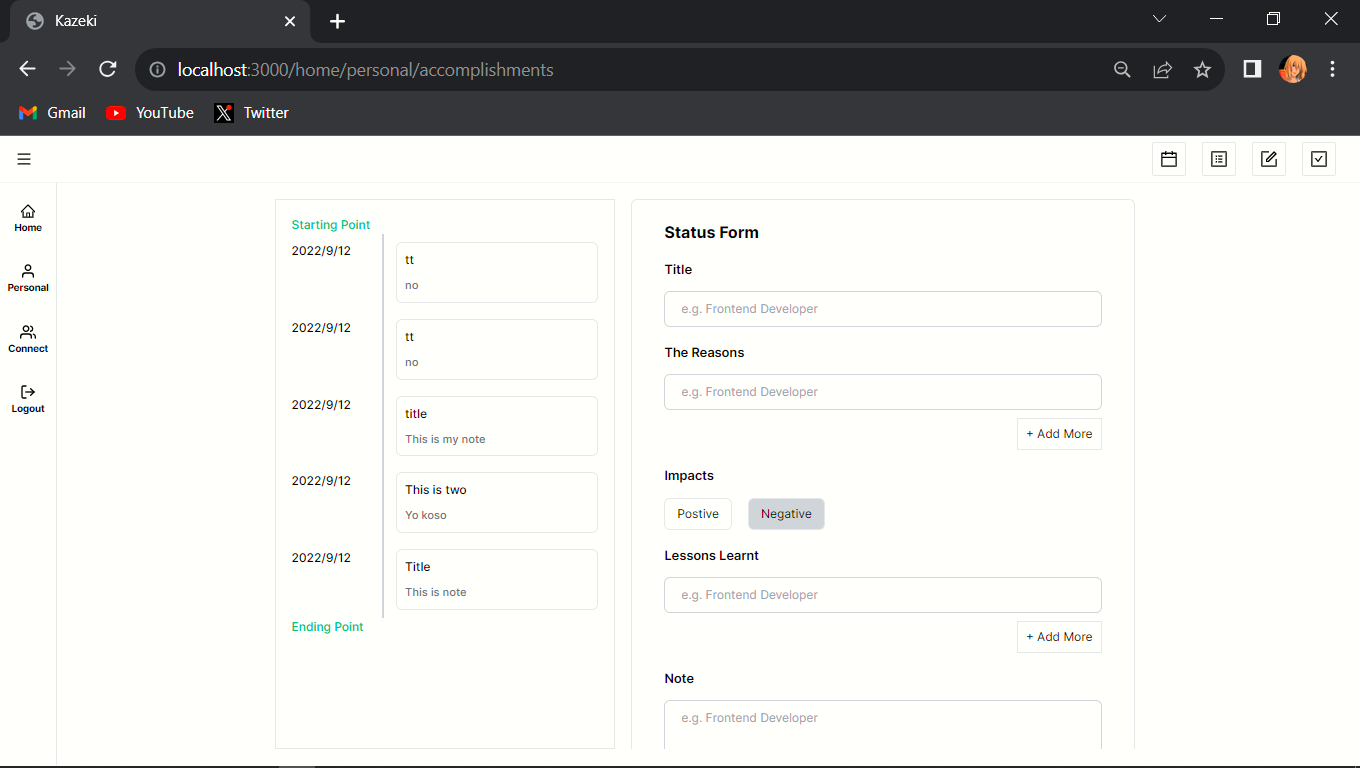 Kazeki
localhost:3000/home/personal/accomplishments
Gmail YouTube Twitter
Home
Personal
Connect
Logout
Starting Point
2022/9/12
tt
no
2022/9/12
tt
no
2022/9/12
title
This is my note
2022/9/12
This is two
Yo koso
2022/9/12
Title
This is note
Ending Point
Status Form
Title
e.g. Frontend Developer
The Reasons
e.g. Frontend Developer
+ Add More
Impacts
Postive Negative
Lessons Learnt
e.g. Frontend Developer
+ Add More
Note
e.g. Frontend Developer